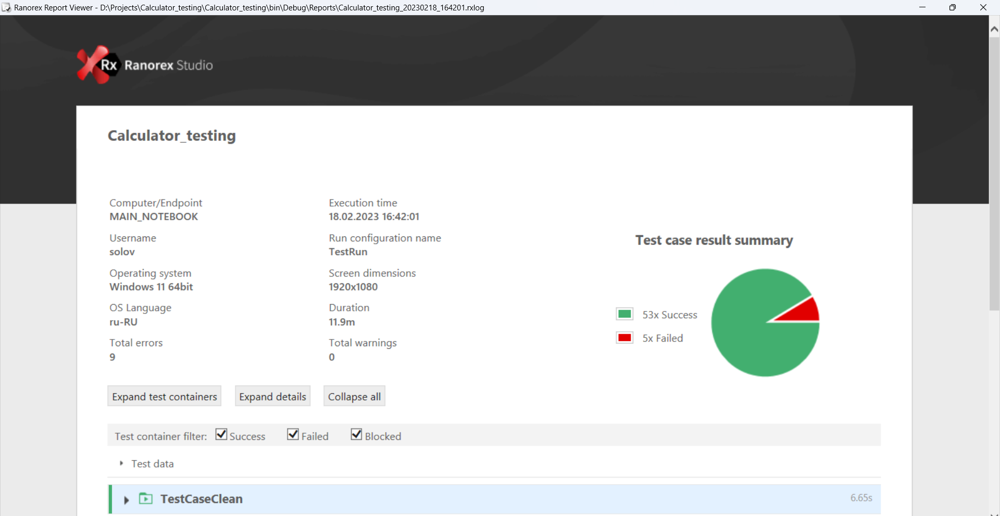 Ranorex Report Viewer - D:\Projects\Calculator_testing\Calculator_testing\bin\Debug\Reports\Calculator_testing_20230218_164201.rxlog
Rx Ranorex Studio
Calculator_testing
Computer/Endpoint
MAIN_NOTEBOOK
Execution time
18.02.2023 16:42:01
Username
solov
Run configuration name
TestRun
Operating system
Windows 11 64bit
Screen dimensions
1920x1080
OS Language
ru-RU
Duration
11.9m
Total errors
9
Total warnings
0
Test case result summary
53x Success
5x Failed
Expand test containers Expand details Collapse all
Test container filter: Success Failed Blocked
Test data
TestCaseClean 6.65s